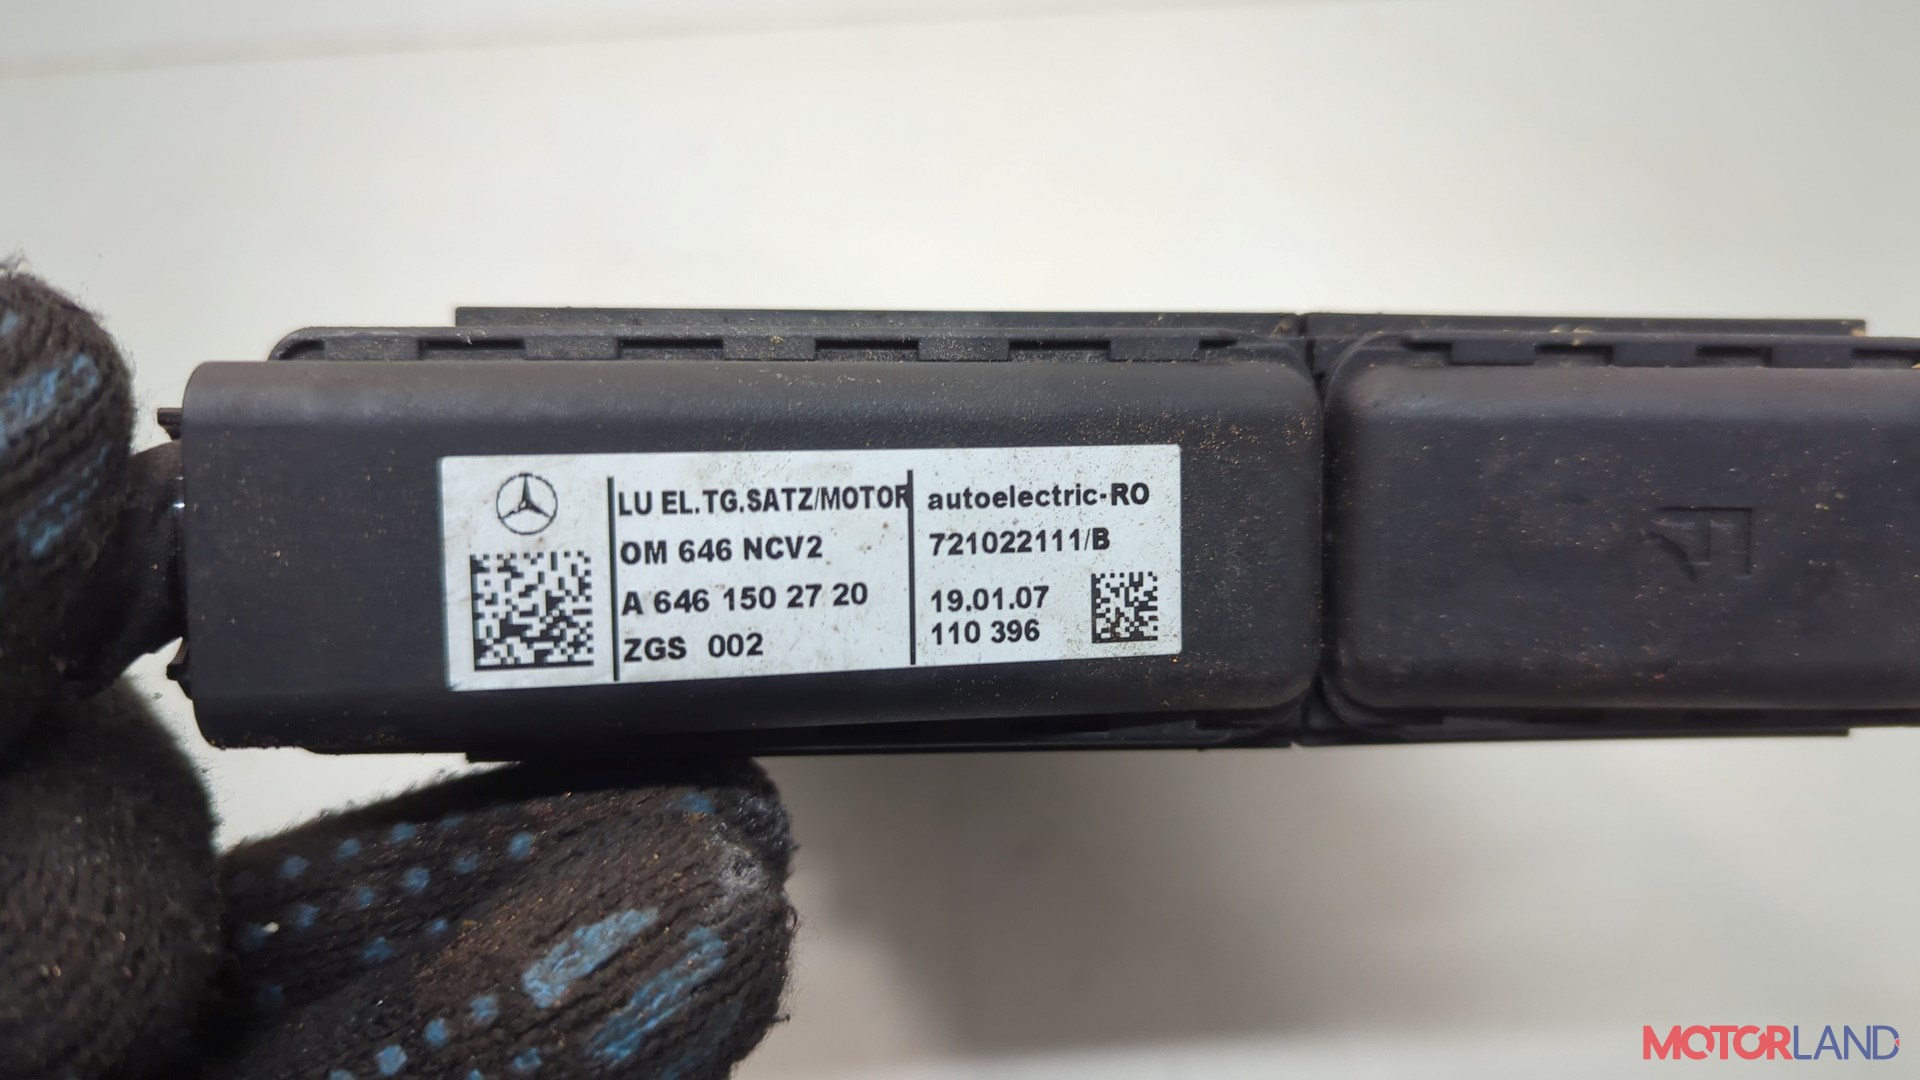 LU EL.TG.SATZ/MOTOR
OM 646 NCV2
A 646 150 27 20
ZGS 002
autoelectric-RO
721022111/B
19.01.07
110 396
MOTORLAND